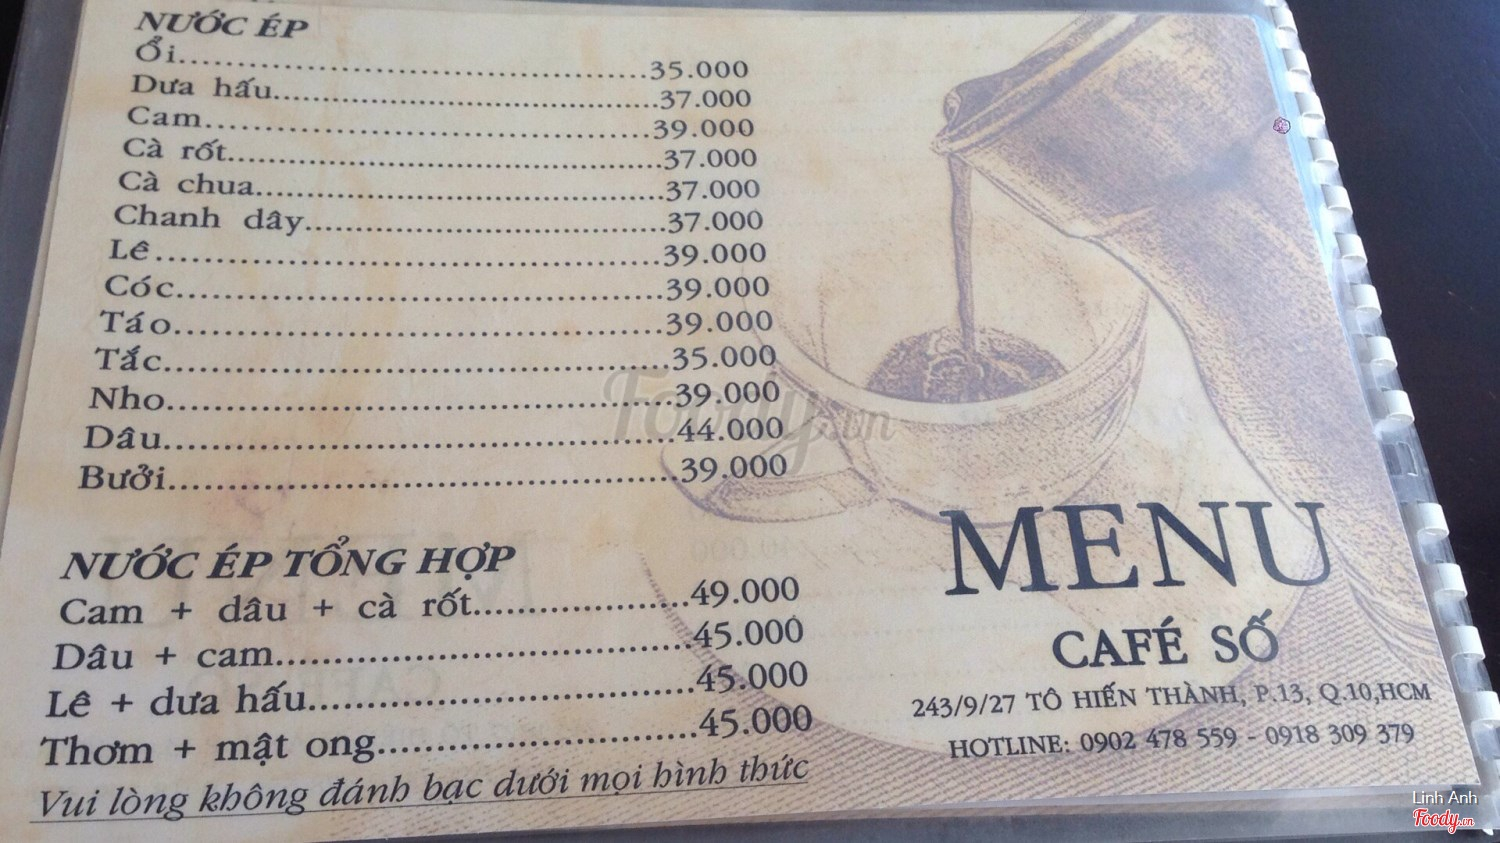 NƯỚC ÉP
Ổi..........35.000
Dưa hấu..........37.000
Cam..........39.000
Cà rốt..........37.000
Cà chua..........37.000
Chanh dây..........37.000
Lê..........39.000
Cóc..........39.000
Táo..........39.000
Tắc..........35.000
Nho..........39.000
Dâu..........44.000
Bưởi..........39.000
NƯỚC ÉP TỔNG HỢP
Cam + dâu + cà rốt..........49.000
Dâu + cam..........45.000
Lê + dưa hấu..........45.000
Thơm + mật ong..........45.000
Vui lòng không đánh bạc dưới mọi hình thức
MENU
CAFÉ SỐ
243/9/27 TÔ HIẾN THÀNH, P.13, Q.10,HCM
HOTLINE: 0902 478 559 - 0918 309 379
Foody.vn
Linh Anh
Foody.vn